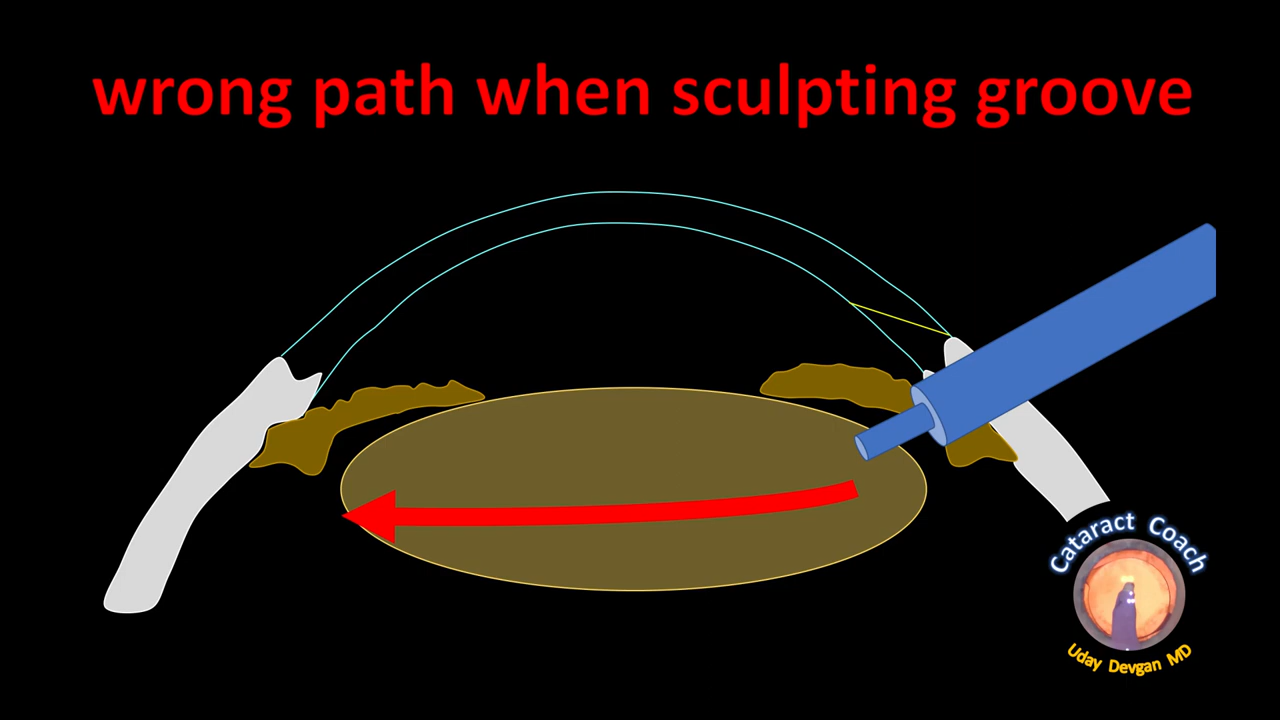 wrong path when sculpting groove
Cataract Coach
Uday Devgan MD